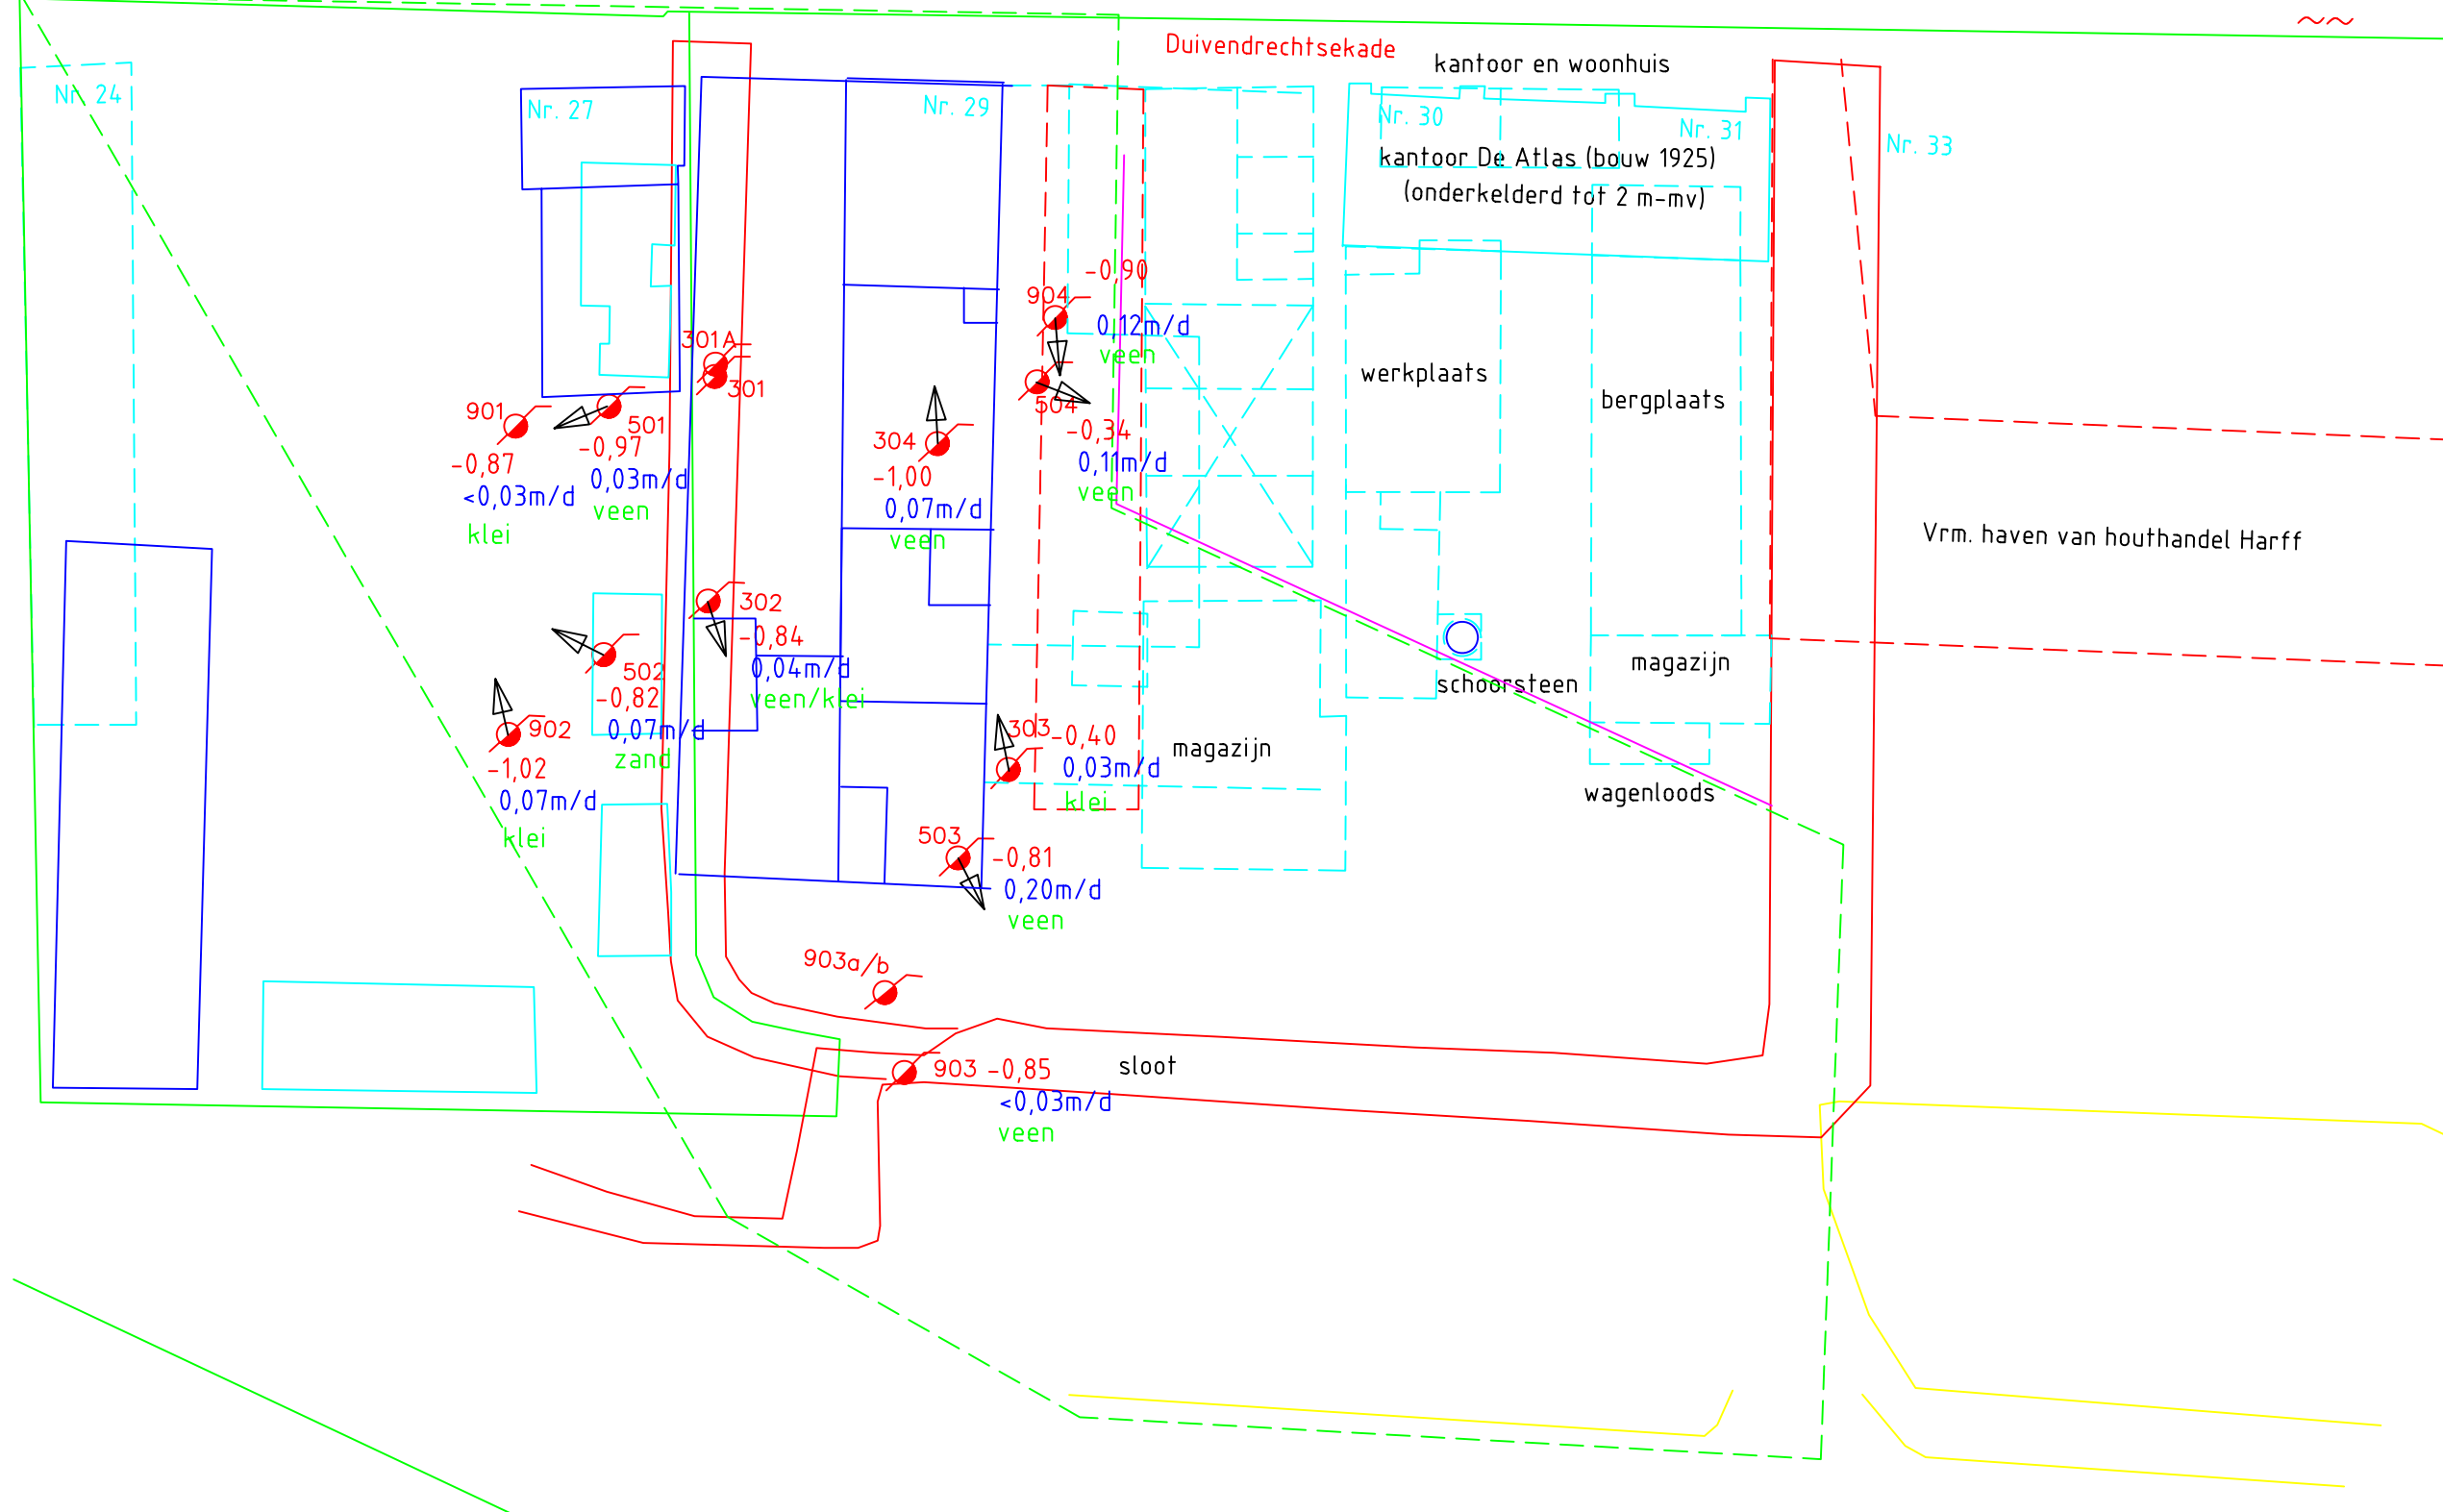 Duivendrechtsekade
kantoor en woonhuis
Nr. 24
Nr. 27
Nr. 29
Nr. 30
Nr. 31
Nr. 33
kantoor De Atlas (bouw 1925)
(onderkelderd tot 2 m-mv)
904
-0,90
0,12m/d
veen
301A
301
504
-0,34
0,11m/d
veen
werkplaats
bergplaats
901
-0,87
<0,03m/d
klei
501
-0,97
0,03m/d
veen
304
-1,00
0,07m/d
veen
Vrm. haven van houthandel Harff
302
-0,84
0,04m/d
veen/klei
502
-0,82
0,07m/d
zand
902
-1,02
0,07m/d
klei
303
-0,40
0,03m/d
klei
magazijn
schoorsteen
magazijn
wagenloods
503
-0,81
0,20m/d
veen
903a/b
903 -0,85
<0,03m/d
veen
sloot